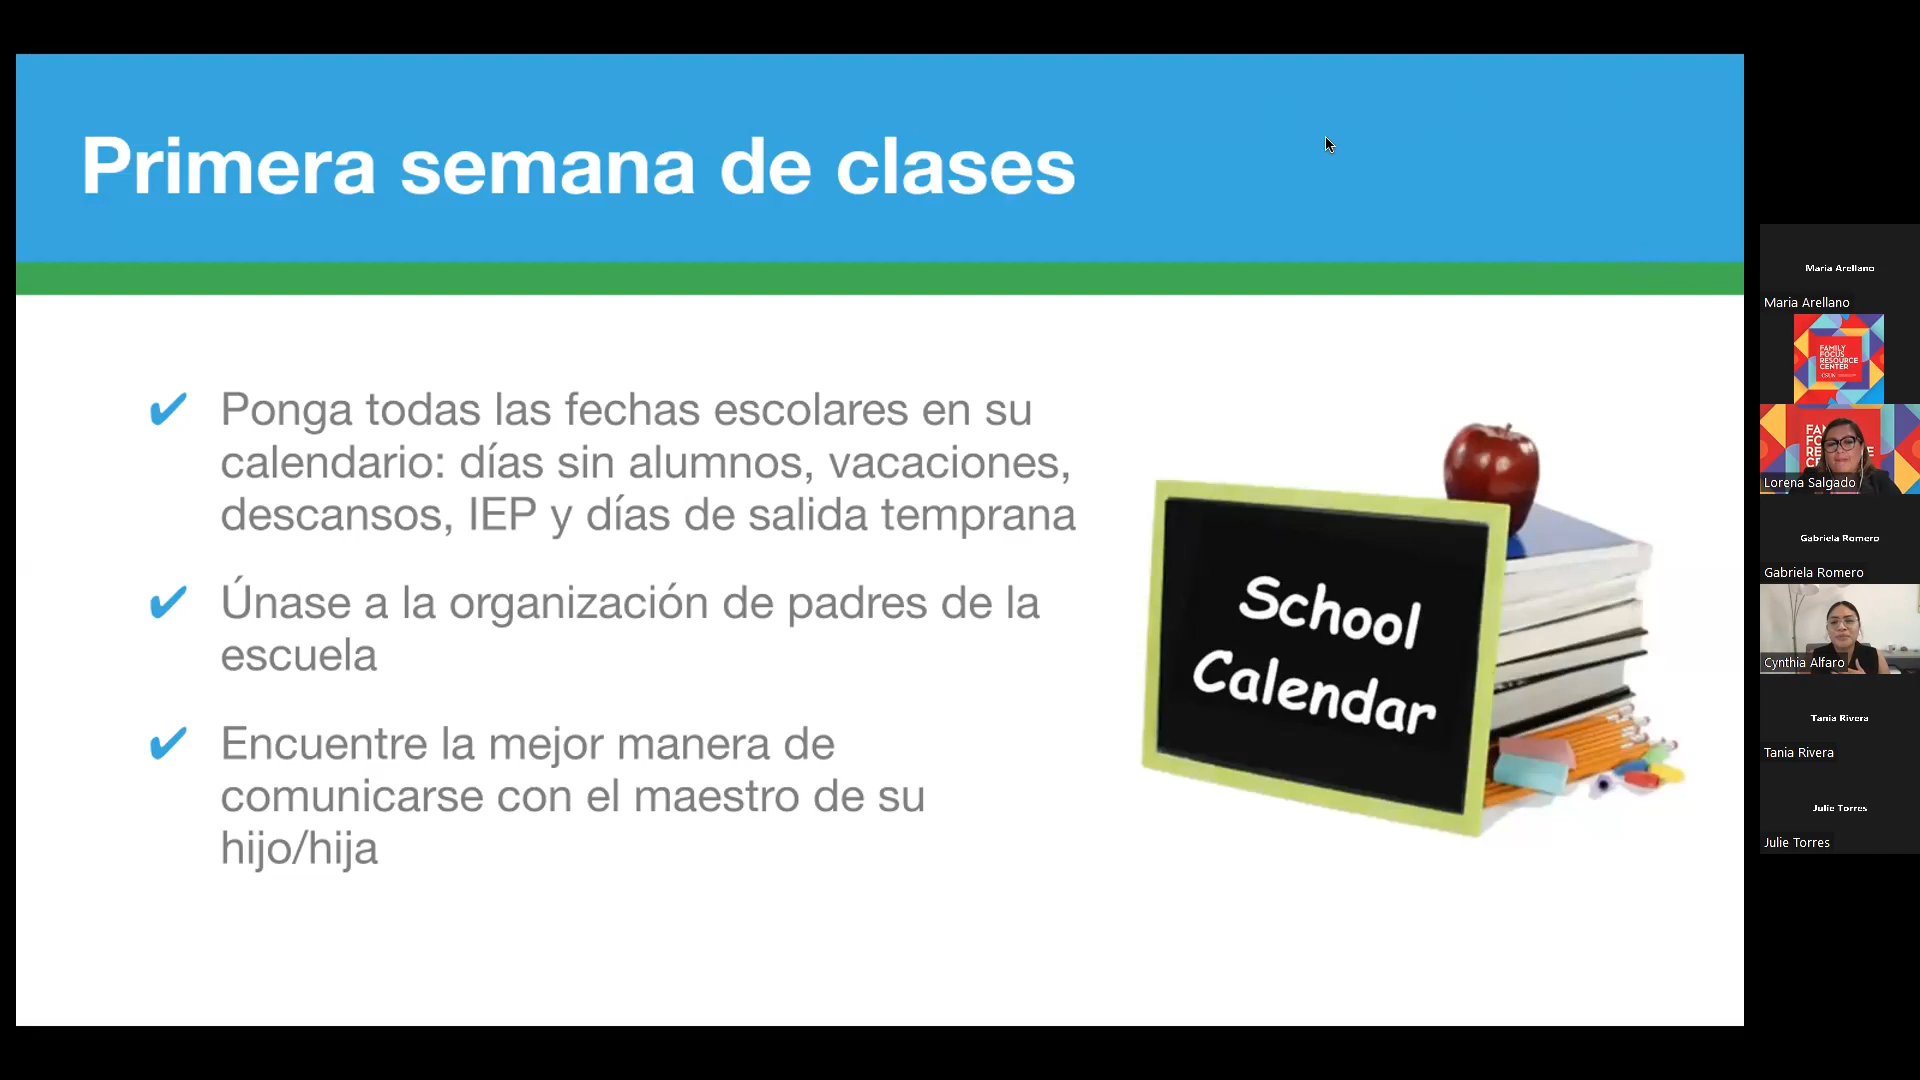 Primera semana de clases
✔ Ponga todas las fechas escolares en su
calendario: días sin alumnos, vacaciones,
descansos, IEP y días de salida temprana
✔ Únase a la organización de padres de la
escuela
✔ Encuentre la mejor manera de
comunicarse con el maestro de su
hijo/hija
School
Calendar
Maria Arellano
Maria Arellano
FAMILY
FOCUS
RESOURCE
CENTER
CSUN
Lorena Salgado
Gabriela Romero
Gabriela Romero
Cynthia Alfaro
Tania Rivera
Tania Rivera
Julie Torres
Julie Torres